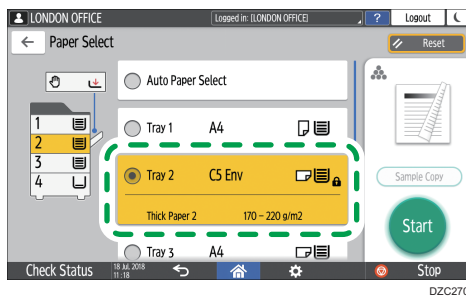 LONDON OFFICE
Logged in: [LONDON OFFICE]
?
Logout
Paper Select
Reset
Auto Paper Select
1
2
3
4
Tray 1 A4
Tray 2 C5 Env
Thick Paper 2 170 – 220 g/m2
Tray 3 A4
Sample Copy
Start
Check Status
18 Jul. 2018
11:18
Stop
DZC270